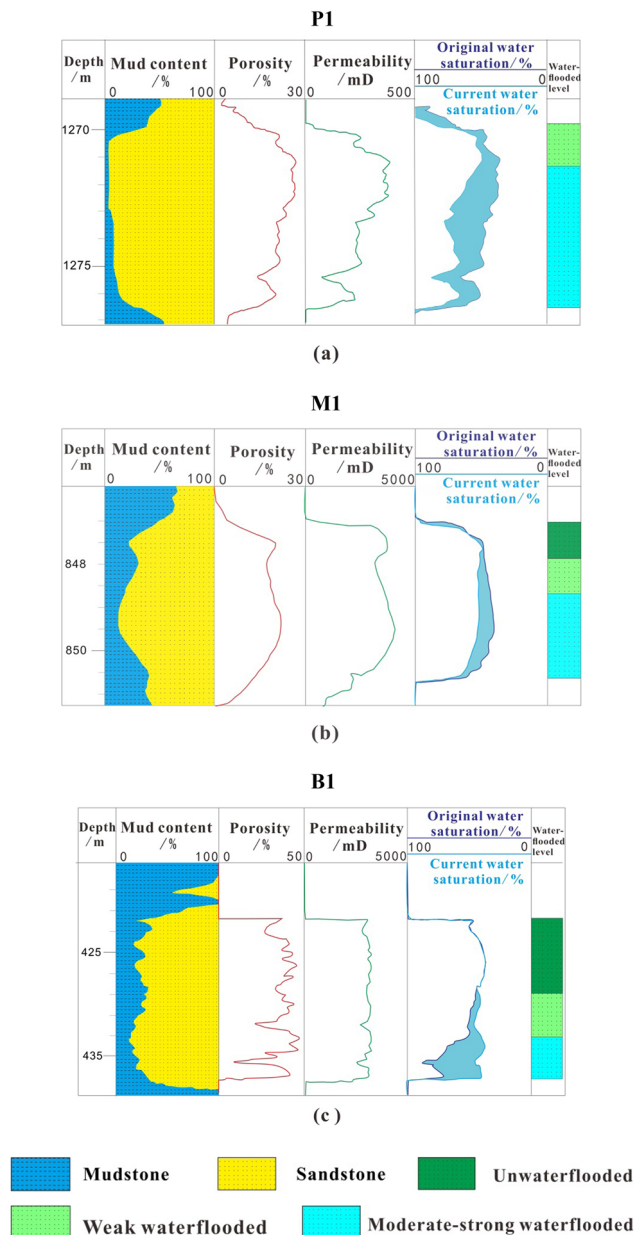 P1
Depth
/m
Mud content
/%
0 100
Porosity
/%
0 30
Permeability
/mD
0 500
Original water
saturation/%
100 0
Current water
saturation/%
Water-
flooded
level
1270
1275
(a)
M1
Depth
/m
Mud content
/%
0 100
Porosity
/%
0 30
Permeability
/mD
0 5000
Original water
saturation/%
100 0
Current water
saturation/%
Water-
flooded
level
848
850
(b)
B1
Depth
/m
Mud content
/%
0 100
Porosity
/%
0 50
Permeability
/mD
0 5000
Original water
saturation/%
100 0
Current water
saturation/%
Water-
flooded
level
425
435
(c)
Mudstone
Sandstone
Unwaterflooded
Weak waterflooded
Moderate-strong waterflooded